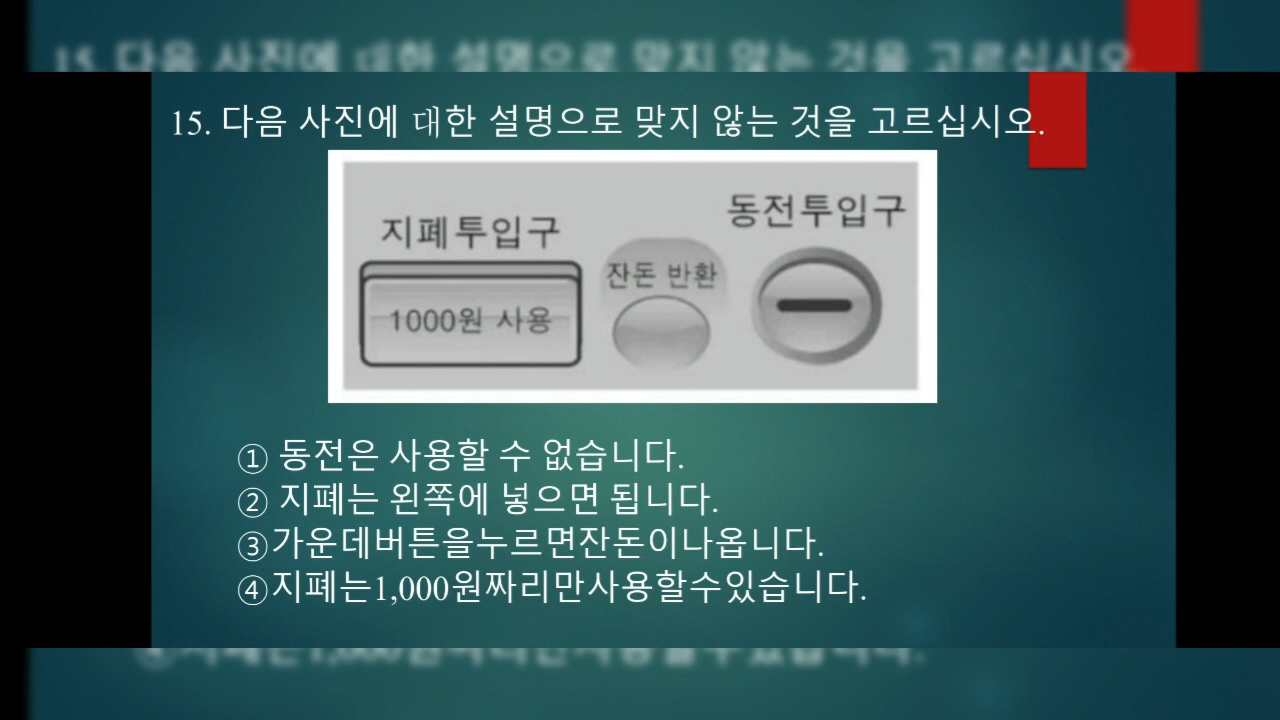 15. 다음 사진에 대한 설명으로 맞지 않는 것을 고르십시오.
동전투입구
지폐투입구
잔돈 반환
1000원 사용
① 동전은 사용할 수 없습니다.
② 지폐는 왼쪽에 넣으면 됩니다.
③가운데버튼을누르면잔돈이나옵니다.
④지폐는1,000원짜리만사용할수있습니다.